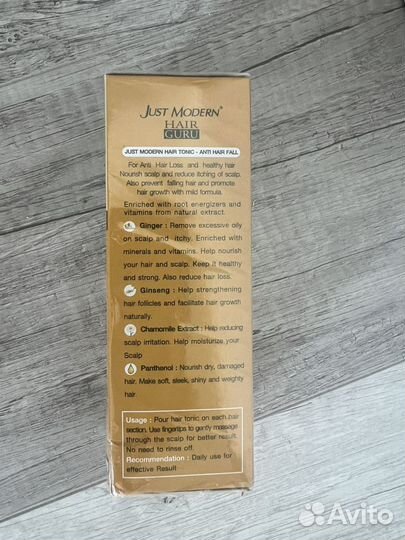 JUST MODERN®
HAIR
GURU
JUST MODERN HAIR TONIC - ANTI HAIR FALL
For Anti Hair Loss and healthy hair
Nourish scalp and reduce itching of scalp.
Also prevent falling hair and promote
hair growth with mild formula.
Enriched with root energizers and
vitamins from natural extract.
Ginger : Remove excessive oily
on scalp and itchy. Enriched with
minerals and vitamins. Help nourish
your hair and scalp. Keep it healthy
and strong. Also reduce hair loss.
Ginseng : Help strengthening
hair follicles and facilitate hair growth
naturally.
Chamomile Extract : Help reducing
scalp irritation. Help moisturize your
Scalp
Panthenol : Nourish dry, damaged
hair. Make soft, sleek, shiny and weighty
hair.
Usage : Pour hair tonic on each hair
section. Use fingertips to gently massage
through the scalp for better result.
No need to rinse off.
Recommendation : Daily use for
effective Result
Avito